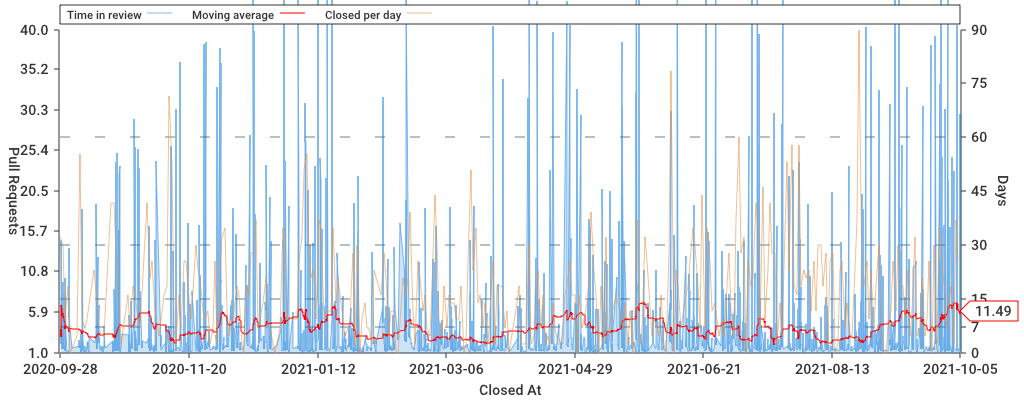 Time in review Moving average Closed per day
40.0 90
35.2 75
30.3
60
25.4
20.5 45
15.7 30
10.8 15
5.9 11.49
7
1.0 0
Pull Requests
Days
2020-09-28 2020-11-20 2021-01-12 2021-03-06 2021-04-29 2021-06-21 2021-08-13 2021-10-05
Closed At